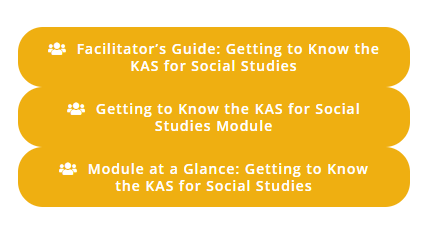 Facilitator's Guide: Getting to Know the
KAS for Social Studies
Getting to Know the KAS for Social
Studies Module
Module at a Glance: Getting to Know
the KAS for Social Studies